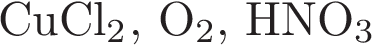 CuCl₂, O₂, HNO₃